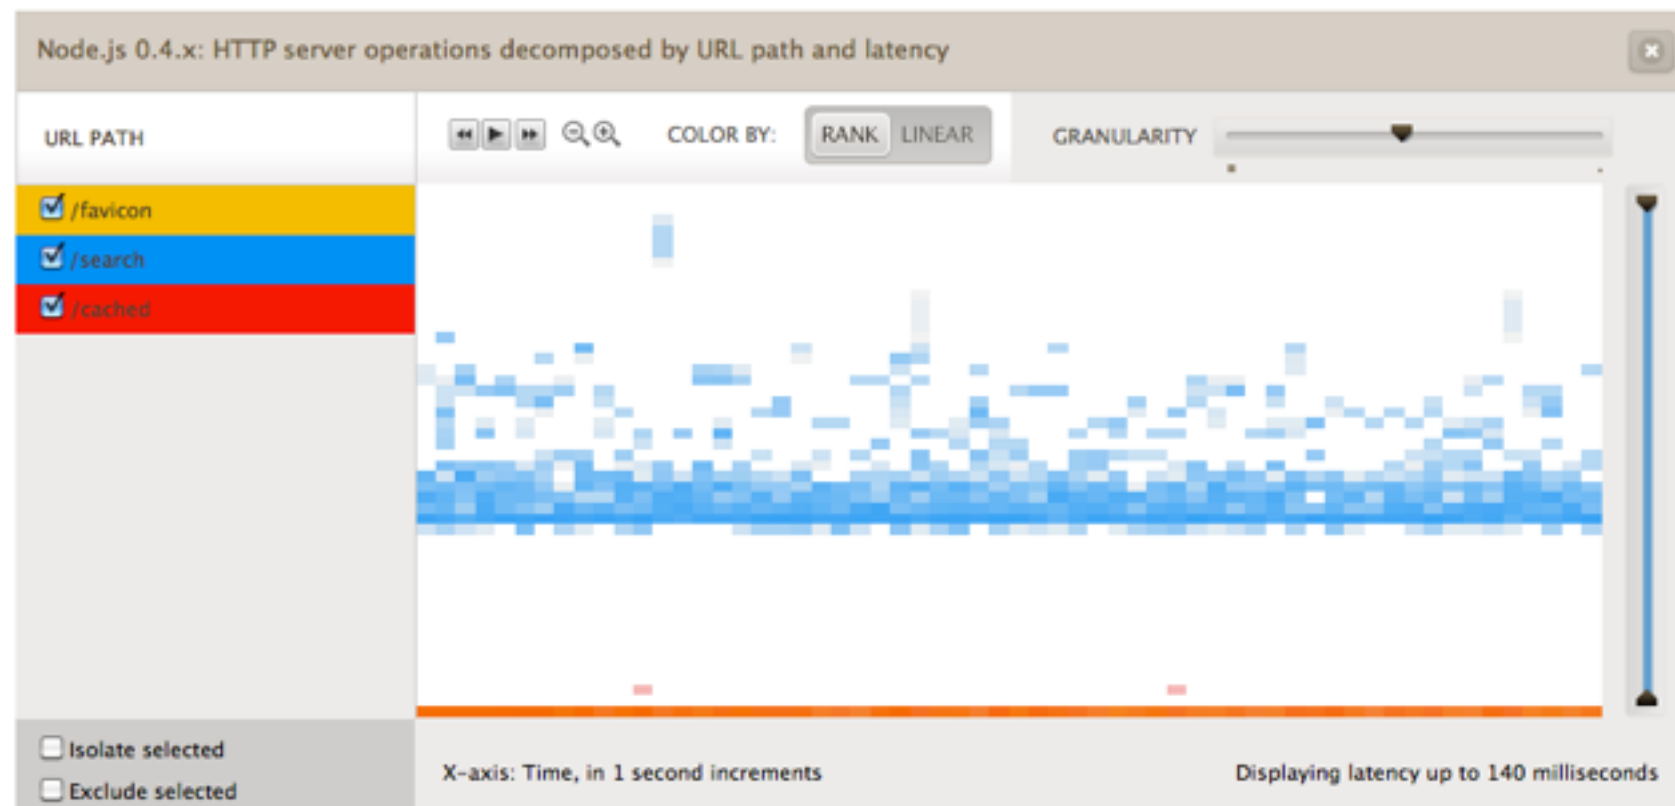 Node.js 0.4.x: HTTP server operations decomposed by URL path and latency
URL PATH
COLOR BY: RANK LINEAR
GRANULARITY
/favicon
/search
/cached
Isolate selected
Exclude selected
X-axis: Time, in 1 second increments
Displaying latency up to 140 milliseconds